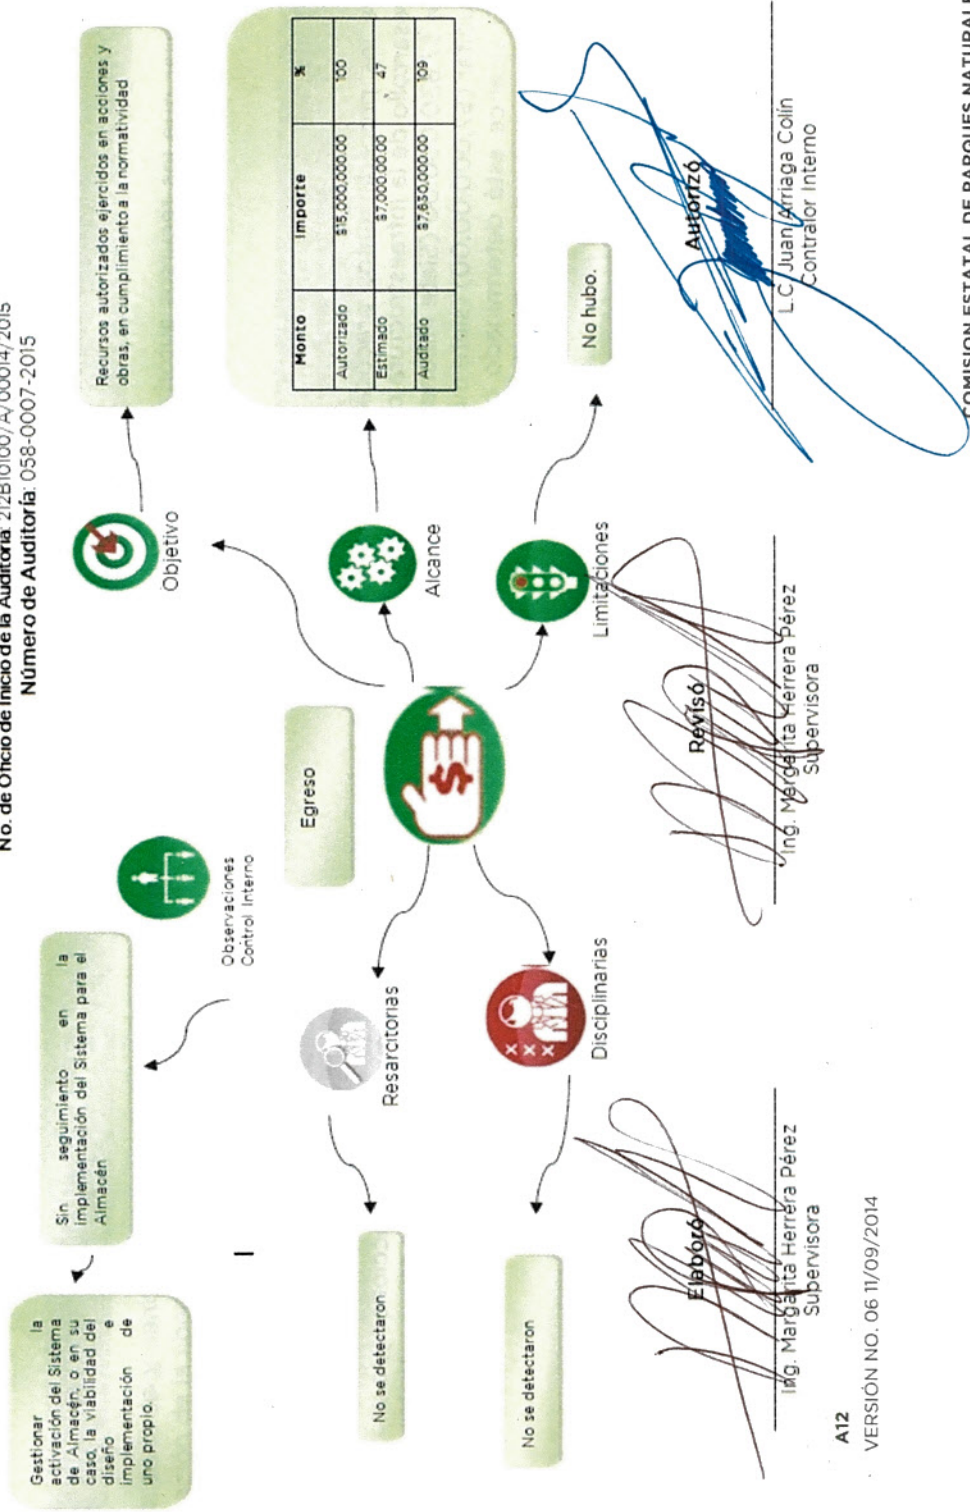 No. de Oficio de Inicio de la Auditoría: 212B10100/A/00014/2015
Número de Auditoría: 058-0007-2015
Gestionar la
activación del Sistema
de Almacén, o en su
caso, la viabilidad del
diseño e
implementación de
uno propio.
Sin seguimiento en la
implementación del Sistema para el
Almacén
Observaciones
Control Interno
Egreso
Objetivo
Recursos autorizados ejercidos en acciones y
obras, en cumplimiento a la normatividad
Alcance
Monto Importe %
Autorizado $15,000,000.00 100
Estimado $7,000.000.00 47
Auditado $7,650,000.00 109
Limitaciones
No hubo.
Resarcitorias
No se detectaron
Disciplinarias
No se detectaron
Elaboró
Ing. Margarita Herrera Pérez
Supervisora
Revisó
Ing. Margarita Herrera Pérez
Supervisora
Autorizó
L.C. Juan Arriaga Colín
Contralor Interno
A12
VERSIÓN NO. 06 11/09/2014
COMISION ESTATAL DE PARQUES